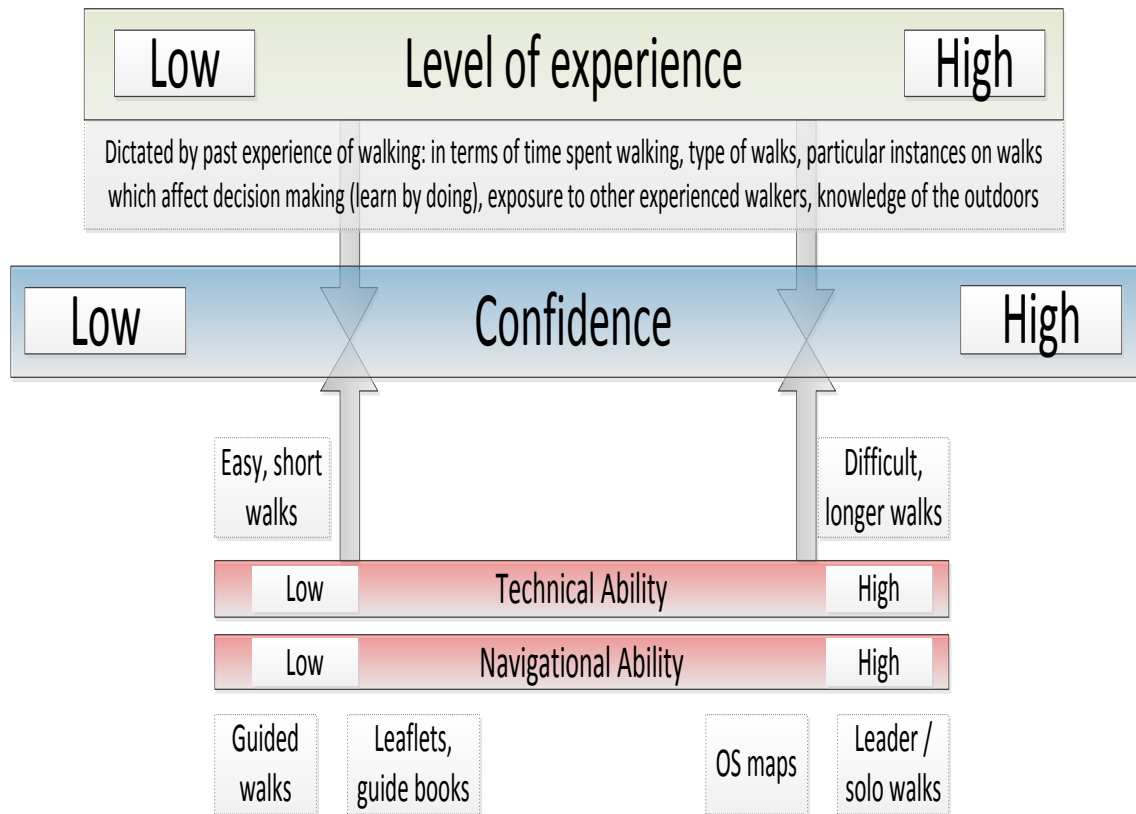 Low Level of experience High
Dictated by past experience of walking: in terms of time spent walking, type of walks, particular instances on walks
which affect decision making (learn by doing), exposure to other experienced walkers, knowledge of the outdoors
Low Confidence High
Easy, short
walks
Difficult,
longer walks
Low Technical Ability High
Low Navigational Ability High
Guided
walks
Leaflets,
guide books
OS maps
Leader /
solo walks